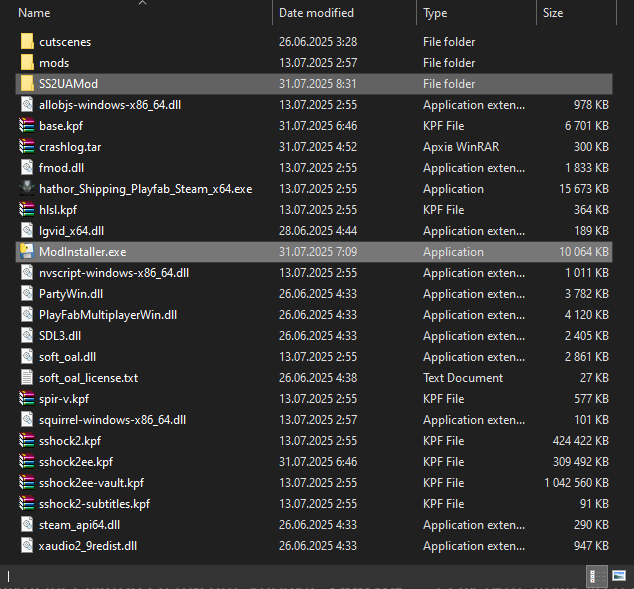 Name Date modified Type Size
cutscenes 26.06.2025 3:28 File folder
mods 13.07.2025 2:57 File folder
SS2UAMod 31.07.2025 8:31 File folder
allobjs-windows-x86_64.dll 13.07.2025 2:55 Application exten... 978 KB
base.kpf 31.07.2025 6:46 KPF File 6 701 KB
crashlog.tar 31.07.2025 4:52 Архів WinRAR 300 KB
fmod.dll 13.07.2025 2:55 Application exten... 1 833 KB
hathor_Shipping_Playfab_Steam_x64.exe 13.07.2025 2:55 Application 15 673 KB
hlsl.kpf 13.07.2025 2:55 KPF File 364 KB
lgvid_x64.dll 28.06.2025 4:44 Application exten... 189 KB
ModInstaller.exe 31.07.2025 7:09 Application 10 064 KB
nvscript-windows-x86_64.dll 13.07.2025 2:55 Application exten... 1 011 KB
PartyWin.dll 26.06.2025 4:33 Application exten... 3 782 KB
PlayFabMultiplayerWin.dll 26.06.2025 4:33 Application exten... 4 120 KB
SDL3.dll 26.06.2025 4:33 Application exten... 2 405 KB
soft_oal.dll 13.07.2025 2:55 Application exten... 2 861 KB
soft_oal_license.txt 26.06.2025 4:38 Text Document 27 KB
spir-v.kpf 13.07.2025 2:55 KPF File 577 KB
squirrel-windows-x86_64.dll 13.07.2025 2:57 Application exten... 101 KB
sshock2.kpf 13.07.2025 2:55 KPF File 424 422 KB
sshock2ee.kpf 31.07.2025 6:46 KPF File 309 492 KB
sshock2ee-vault.kpf 13.07.2025 2:55 KPF File 1 042 560 KB
sshock2-subtitles.kpf 13.07.2025 2:55 KPF File 91 KB
steam_api64.dll 26.06.2025 4:33 Application exten... 290 KB
xaudio2_9redist.dll 26.06.2025 4:33 Application exten... 947 KB